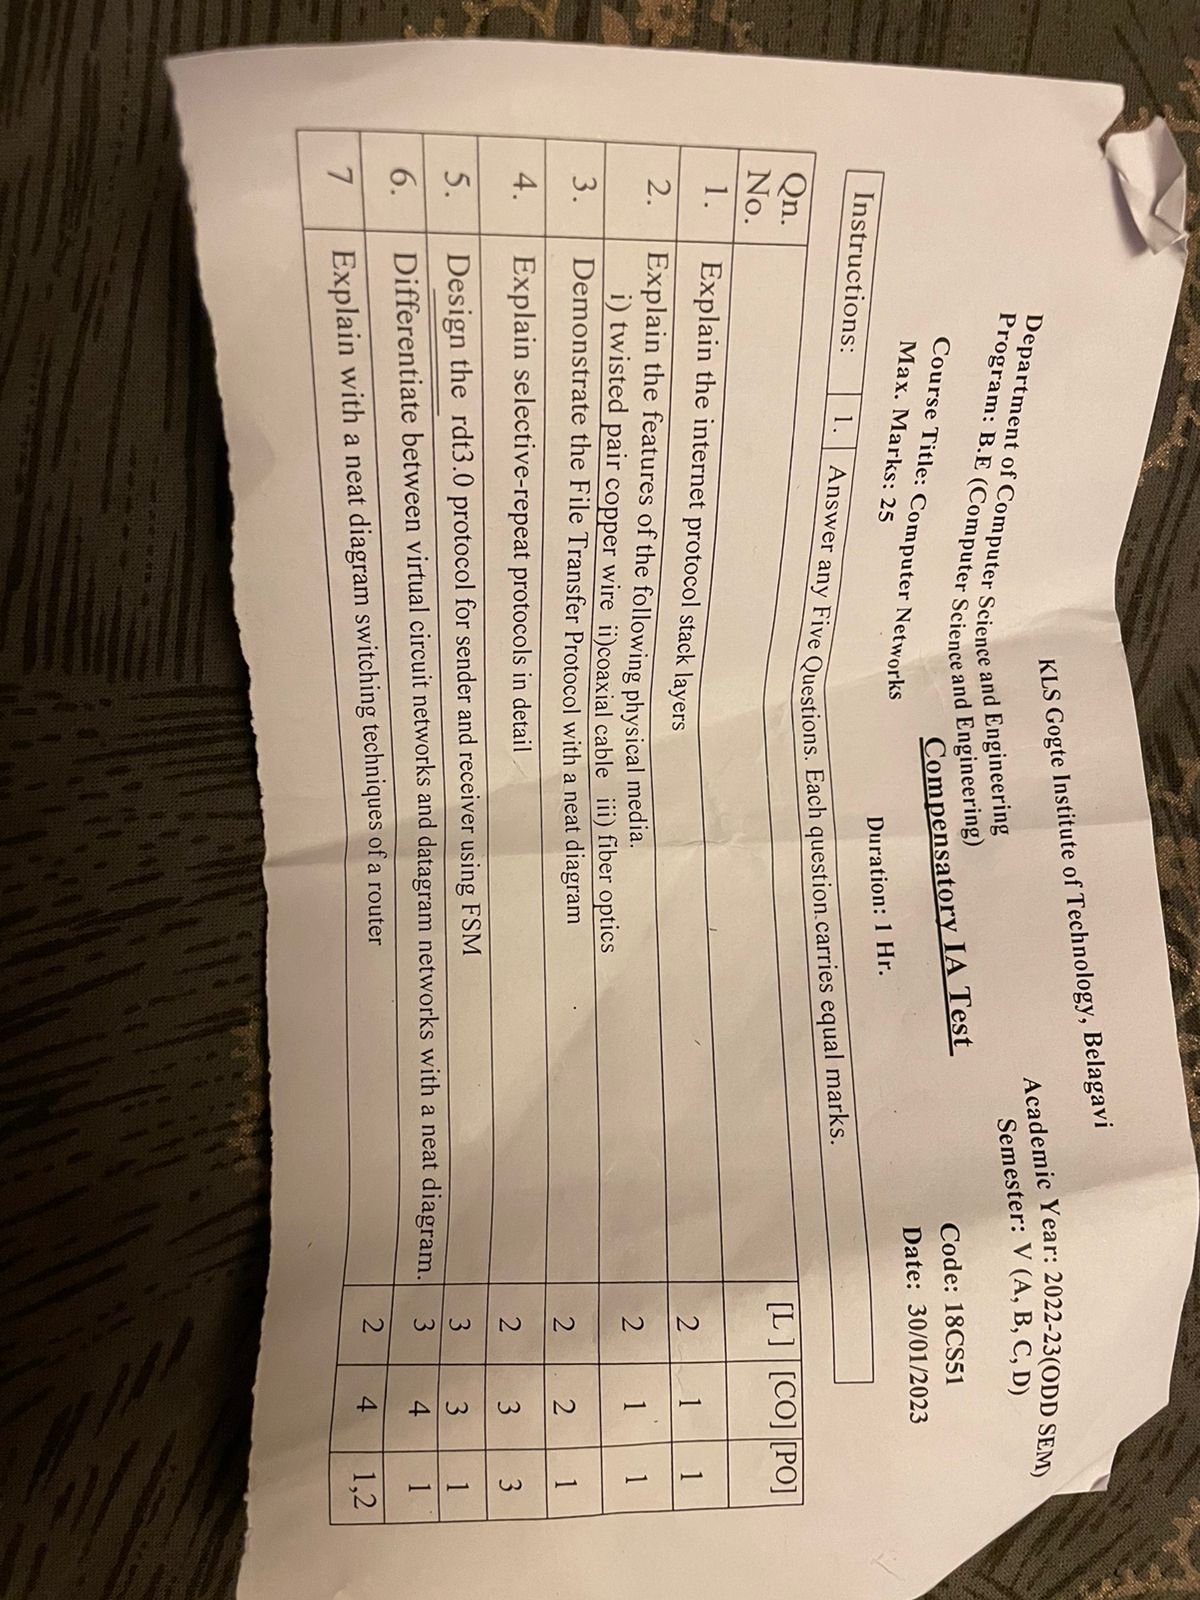 KLS Gogte Institute of Technology, Belagavi
Department of Computer Science and Engineering
Academic Year: 2022-23(ODD SEM)
Program: B.E (Computer Science and Engineering)
Semester: V (A, B, C, D)
Compensatory IA Test
Course Title: Computer Networks
Code: 18CS51
Max. Marks: 25
Duration: 1 Hr.
Date: 30/01/2023
Instructions: 1. Answer any Five Questions. Each question carries equal marks.
Qn. No. [L ] [CO] [PO]
1. Explain the internet protocol stack layers 2 1 1
2. Explain the features of the following physical media. 2 1 1
i) twisted pair copper wire ii)coaxial cable iii) fiber optics
3. Demonstrate the File Transfer Protocol with a neat diagram 2 2 1
4. Explain selective-repeat protocols in detail 2 3 3
5. Design the rdt3.0 protocol for sender and receiver using FSM 3 3 1
6. Differentiate between virtual circuit networks and datagram networks with a neat diagram. 3 4 1
7 Explain with a neat diagram switching techniques of a router 2 4 1,2